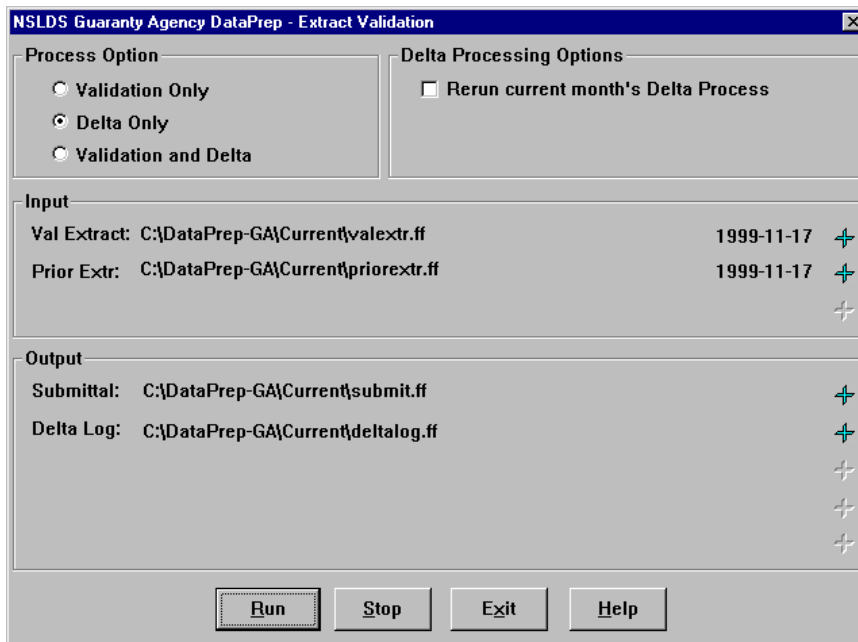 NSLDS Guaranty Agency DataPrep - Extract Validation
Process Option
Validation Only
Delta Only
Validation and Delta
Delta Processing Options
Rerun current month's Delta Process
Input
Val Extract: C:\DataPrep-GA\Current\valextr.ff 1999-11-17
Prior Extr: C:\DataPrep-GA\Current\priorextr.ff 1999-11-17
Output
Submittal: C:\DataPrep-GA\Current\submit.ff
Delta Log: C:\DataPrep-GA\Current\deltalog.ff
Run Stop Exit Help